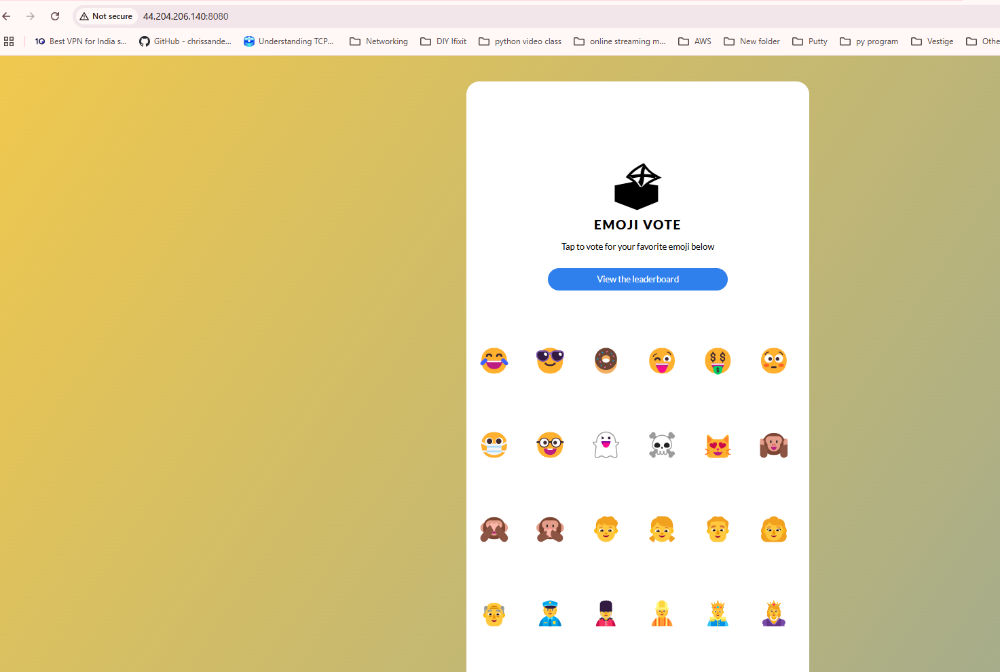 Not secure 44.204.206.140:8080
1Q Best VPN for India s... GitHub - chrissande... Understanding TCP... Networking DIY Ifixit python video class online streaming m... AWS New folder Putty py program Vestige Othe
EMOJI VOTE
Tap to vote for your favorite emoji below
View the leaderboard